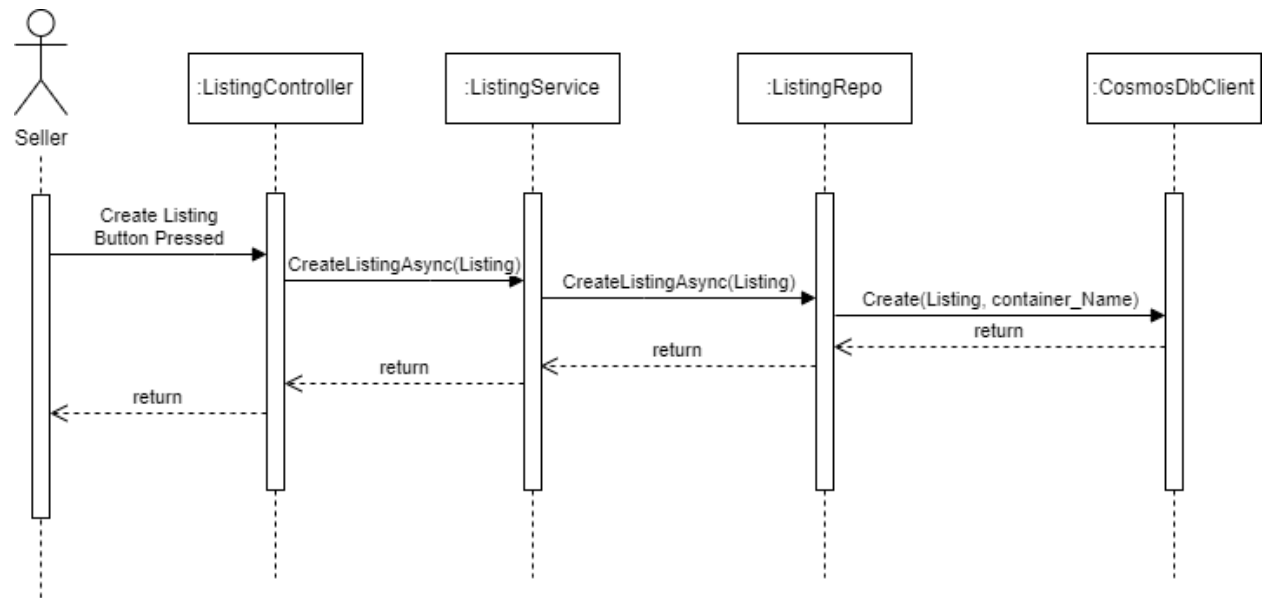 Seller
:ListingController
:ListingService
:ListingRepo
:CosmosDbClient
Create Listing
Button Pressed
CreateListingAsync(Listing)
CreateListingAsync(Listing)
Create(Listing, container_Name)
return
return
return
return